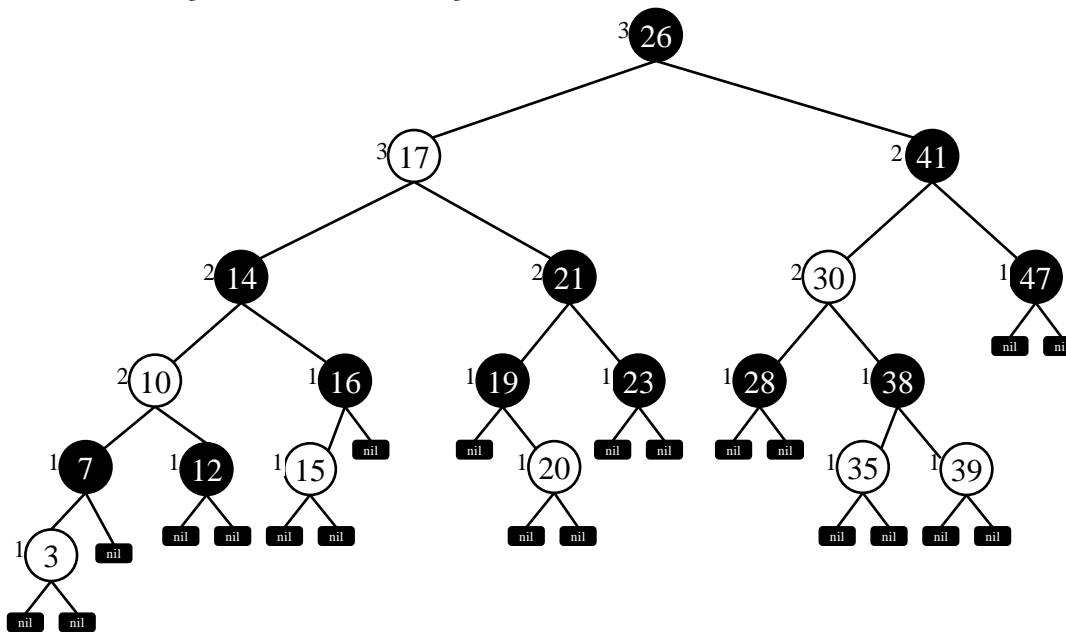 3 26
3 17 2 41
2 14 2 21 2 30 1 47
nil nil
2 10 1 16 1 19 1 23 1 28 1 38
nil nil nil nil nil nil
1 7 1 12 1 15 1 20 1 35 1 39
nil nil nil nil nil nil nil nil nil nil
1 3 nil
nil nil